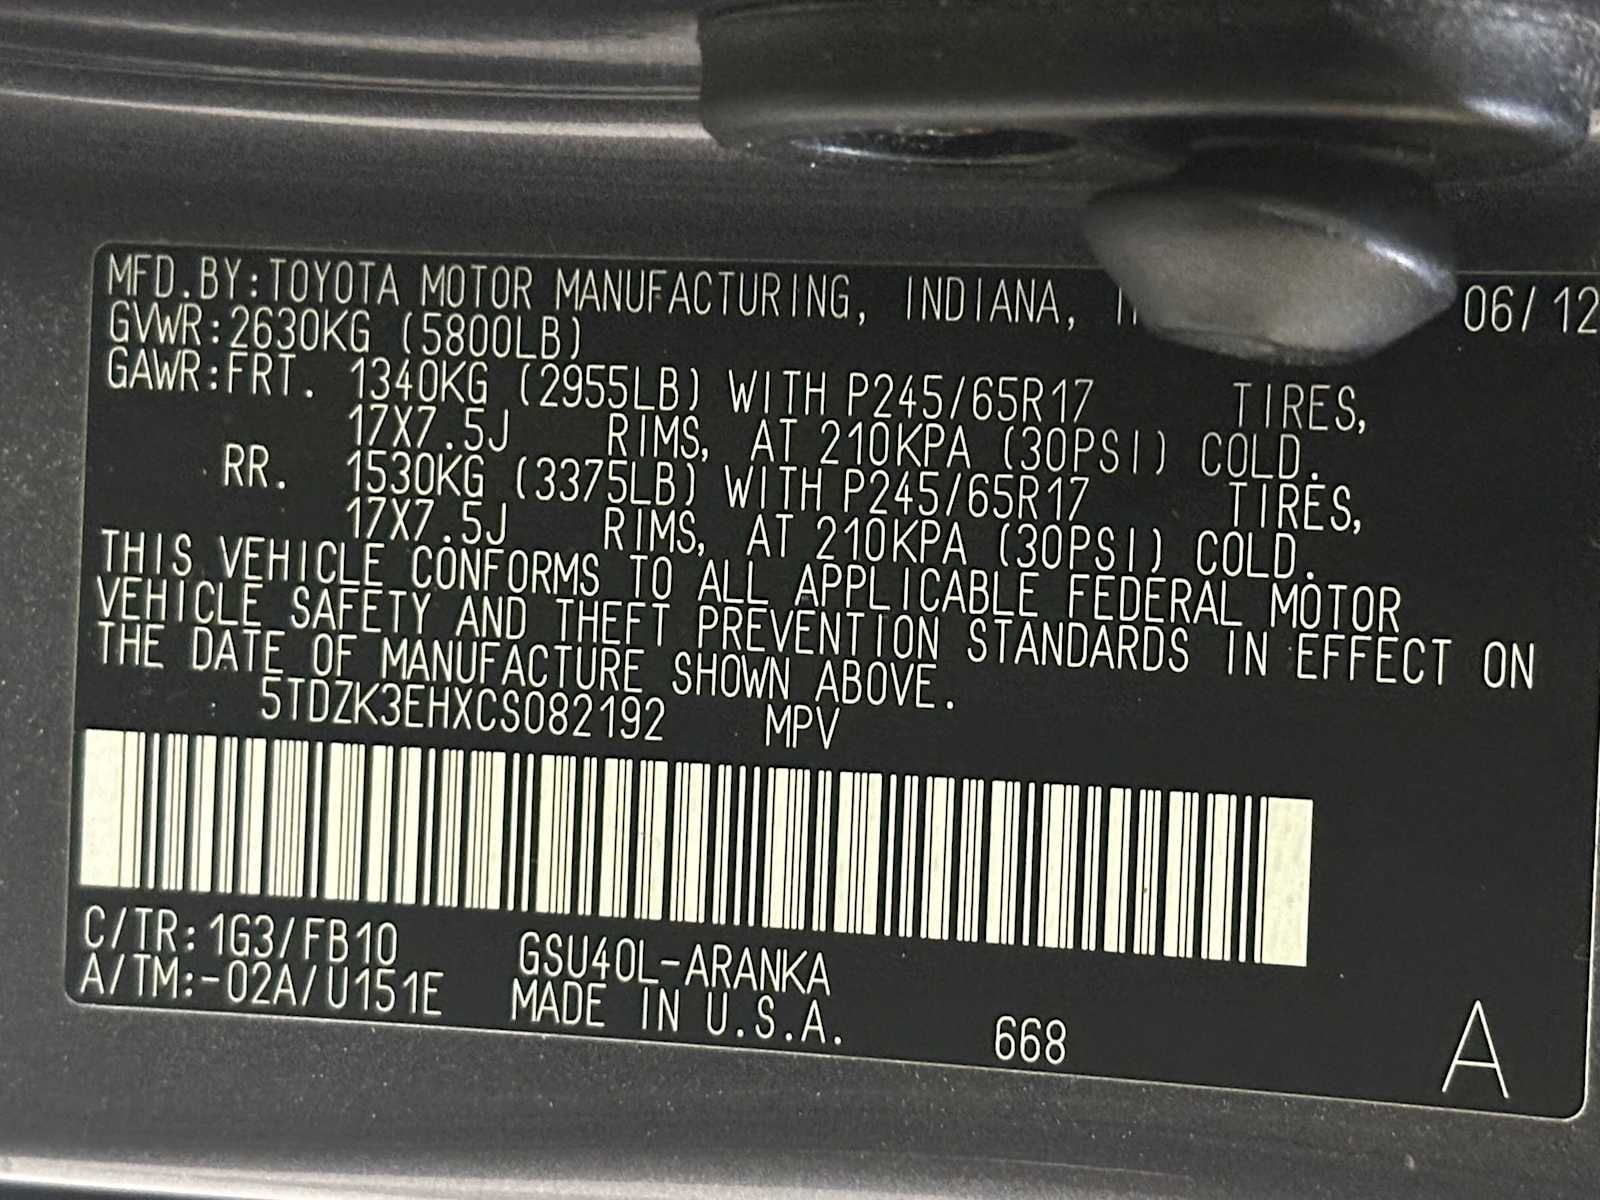 MFD.BY:TOYOTA MOTOR MANUFACTURING, INDIANA, 06/12
GVWR:2630KG (5800LB)
GAWR:FRT. 1340KG (2955LB) WITH P245/65R17 TIRES,
17X7.5J RIMS, AT 210KPA (30PSI) COLD.
RR. 1530KG (3375LB) WITH P245/65R17 TIRES,
17X7.5J RIMS, AT 210KPA (30PSI) COLD.
THIS VEHICLE CONFORMS TO ALL APPLICABLE FEDERAL MOTOR
VEHICLE SAFETY AND THEFT PREVENTION STANDARDS IN EFFECT ON
THE DATE OF MANUFACTURE SHOWN ABOVE.
5TDZK3EHXCS082192 MPV
C/TR:1G3/FB10 GSU40L-ARANKA
A/TM:-02A/U151E MADE IN U.S.A. 668 A